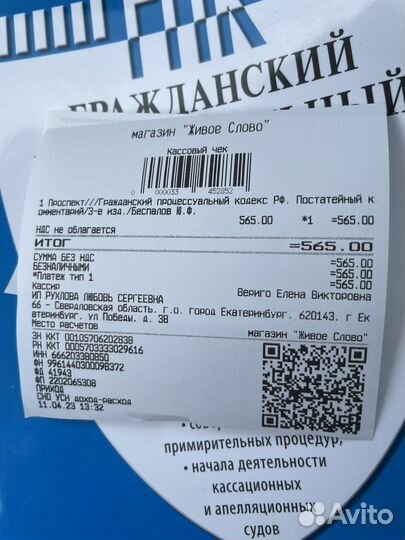 ГПК
ГРАЖДАНСКИЙ
магазин "Живое Слово"
Кассовый чек
0 000033 452852
1 Проспект///Гражданский процессуальный кодекс РФ. Постатейный к
омментарий/3-е изд./Беспалов Ю.Ф.
565.00 *1 =565.00
НДС не облагается
ИТОГ =565.00
СУММА БЕЗ НДС =565.00
БЕЗНАЛИЧНЫМИ =565.00
*Платеж тип 1 =565.00
Кассир Вериго Елена Викторовна
ИП РУХЛОВА ЛЮБОВЬ СЕРГЕЕВНА
66 - Свердловская область, г.о. город Екатеринбург, 620143, г Ек
атеринбург, ул Победы, д. 38
Место расчетов магазин "Живое Слово"
ЗН ККТ 00105706202838
РН ККТ 0005703333029616
ИНН 666203380850
ФН 9961440300098372
ФД 41943
ФП 2202065308
ПРИХОД
СНО УСН доход-расход
11.04.23 13:32
примирительных процедур,
• начала деятельности
кассационных
и апелляционных
судов
Avito